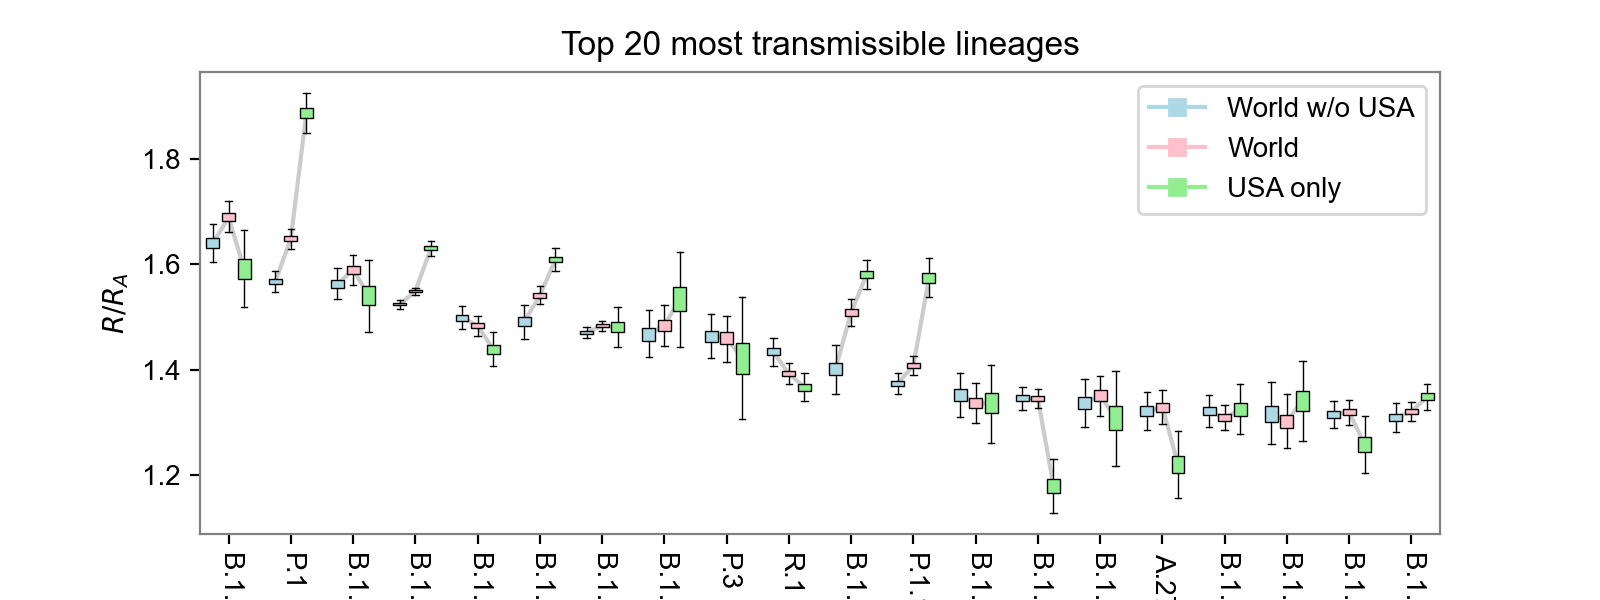 Top 20 most transmissible lineages
World w/o USA
World
USA only
R/R_A
1.8
1.6
1.4
1.2
B.1.
P.1
B.1.
B.1.
B.1.
B.1.
B.1.
B.1.
P.3
R.1
B.1.
P.1.
B.1.
B.1.
B.1.
A.2
B.1.
B.1.
B.1.
B.1.